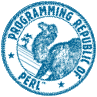 PROGRAMMING REPUBLIC OF
PERL